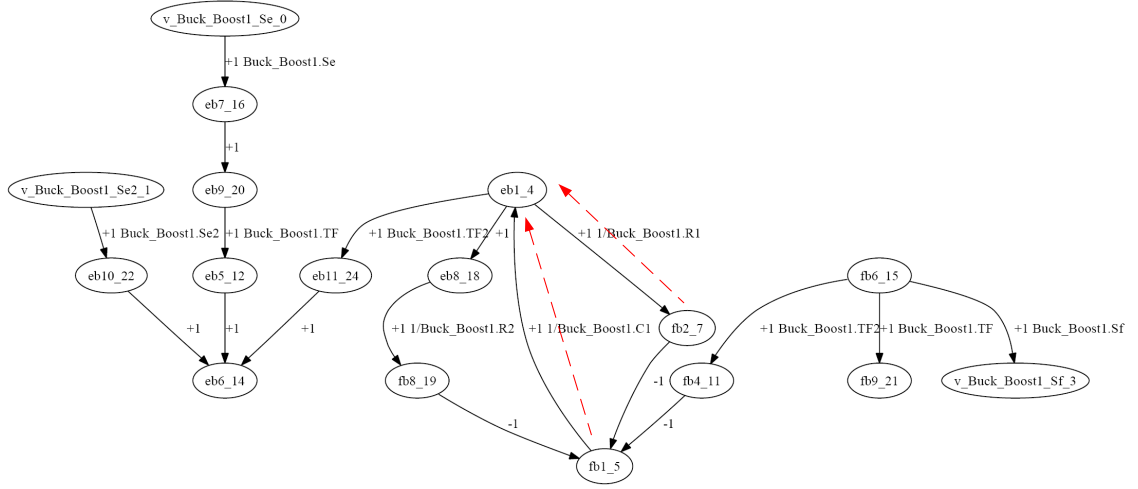 v_Buck_Boost1_Se_0
+1 Buck_Boost1.Se
eb7_16
+1
v_Buck_Boost1_Se2_1
eb9_20
eb1_4
+1 Buck_Boost1.Se2
+1 Buck_Boost1.TF
+1 Buck_Boost1.TF2
+1
+1 1/Buck_Boost1.R1
eb10_22
eb5_12
eb11_24
eb8_18
fb6_15
+1
+1
+1
+1 1/Buck_Boost1.R2
+1 1/Buck_Boost1.C1
fb2_7
+1 Buck_Boost1.TF2
+1 Buck_Boost1.TF
+1 Buck_Boost1.Sf
eb6_14
fb8_19
-1
fb4_11
fb9_21
v_Buck_Boost1_Sf_3
-1
-1
fb1_5